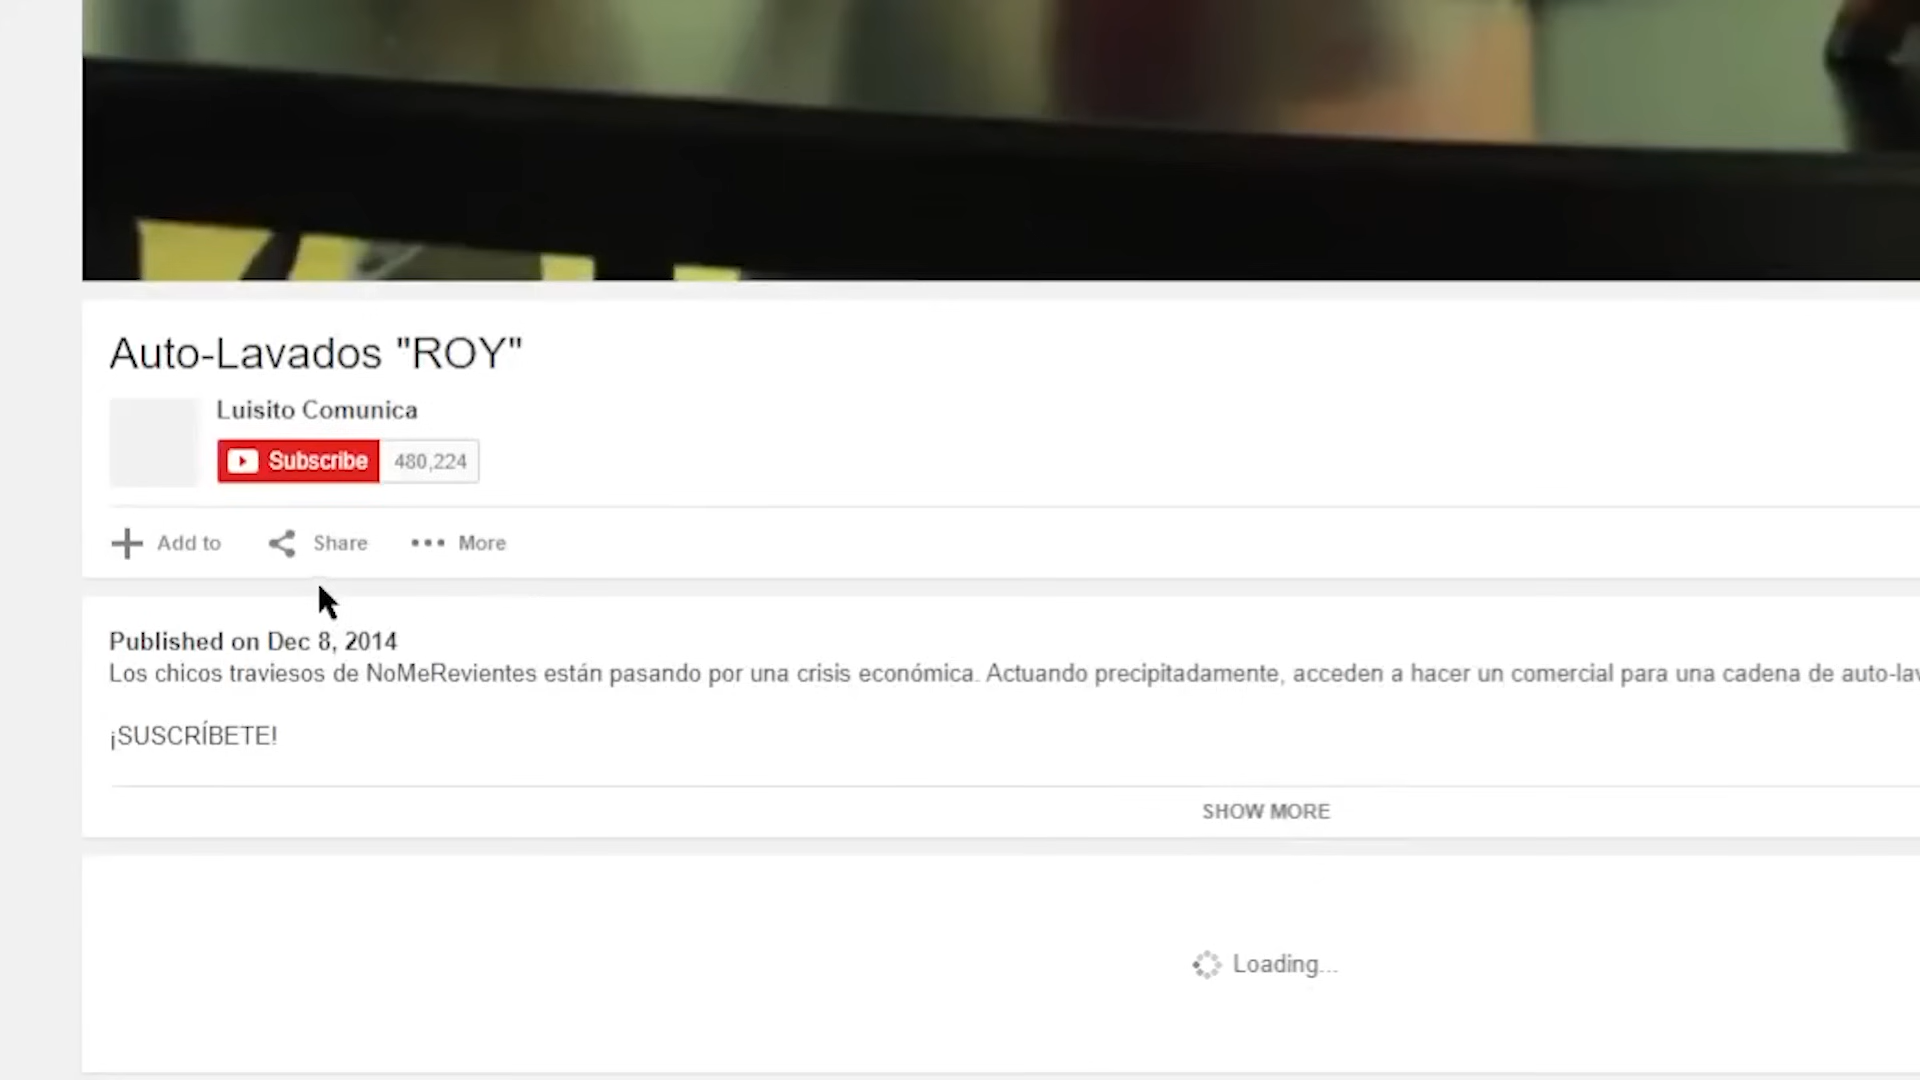 Auto-Lavados "ROY"
Luisito Comunica
Subscribe 480,224
Add to Share More
Published on Dec 8, 2014
Los chicos traviesos de NoMeRevientes están pasando por una crisis económica. Actuando precipitadamente, acceden a hacer un comercial para una cadena de
¡SUSCRÍBETE!
SHOW MORE
Loading...